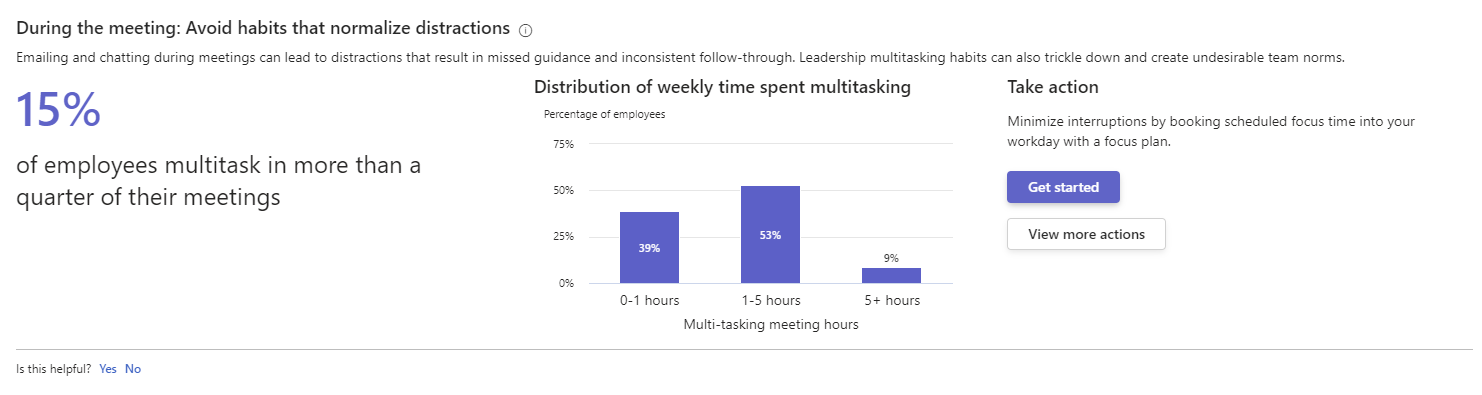 During the meeting: Avoid habits that normalize distractions
Emailing and chatting during meetings can lead to distractions that result in missed guidance and inconsistent follow-through. Leadership multitasking habits can also trickle down and create undesirable team norms.
15%
of employees multitask in more than a
quarter of their meetings
Distribution of weekly time spent multitasking
Percentage of employees
75%
50%
25%
0%
39%
53%
9%
0-1 hours
1-5 hours
5+ hours
Multi-tasking meeting hours
Take action
Minimize interruptions by booking scheduled focus time into your
workday with a focus plan.
Get started
View more actions
Is this helpful? Yes No